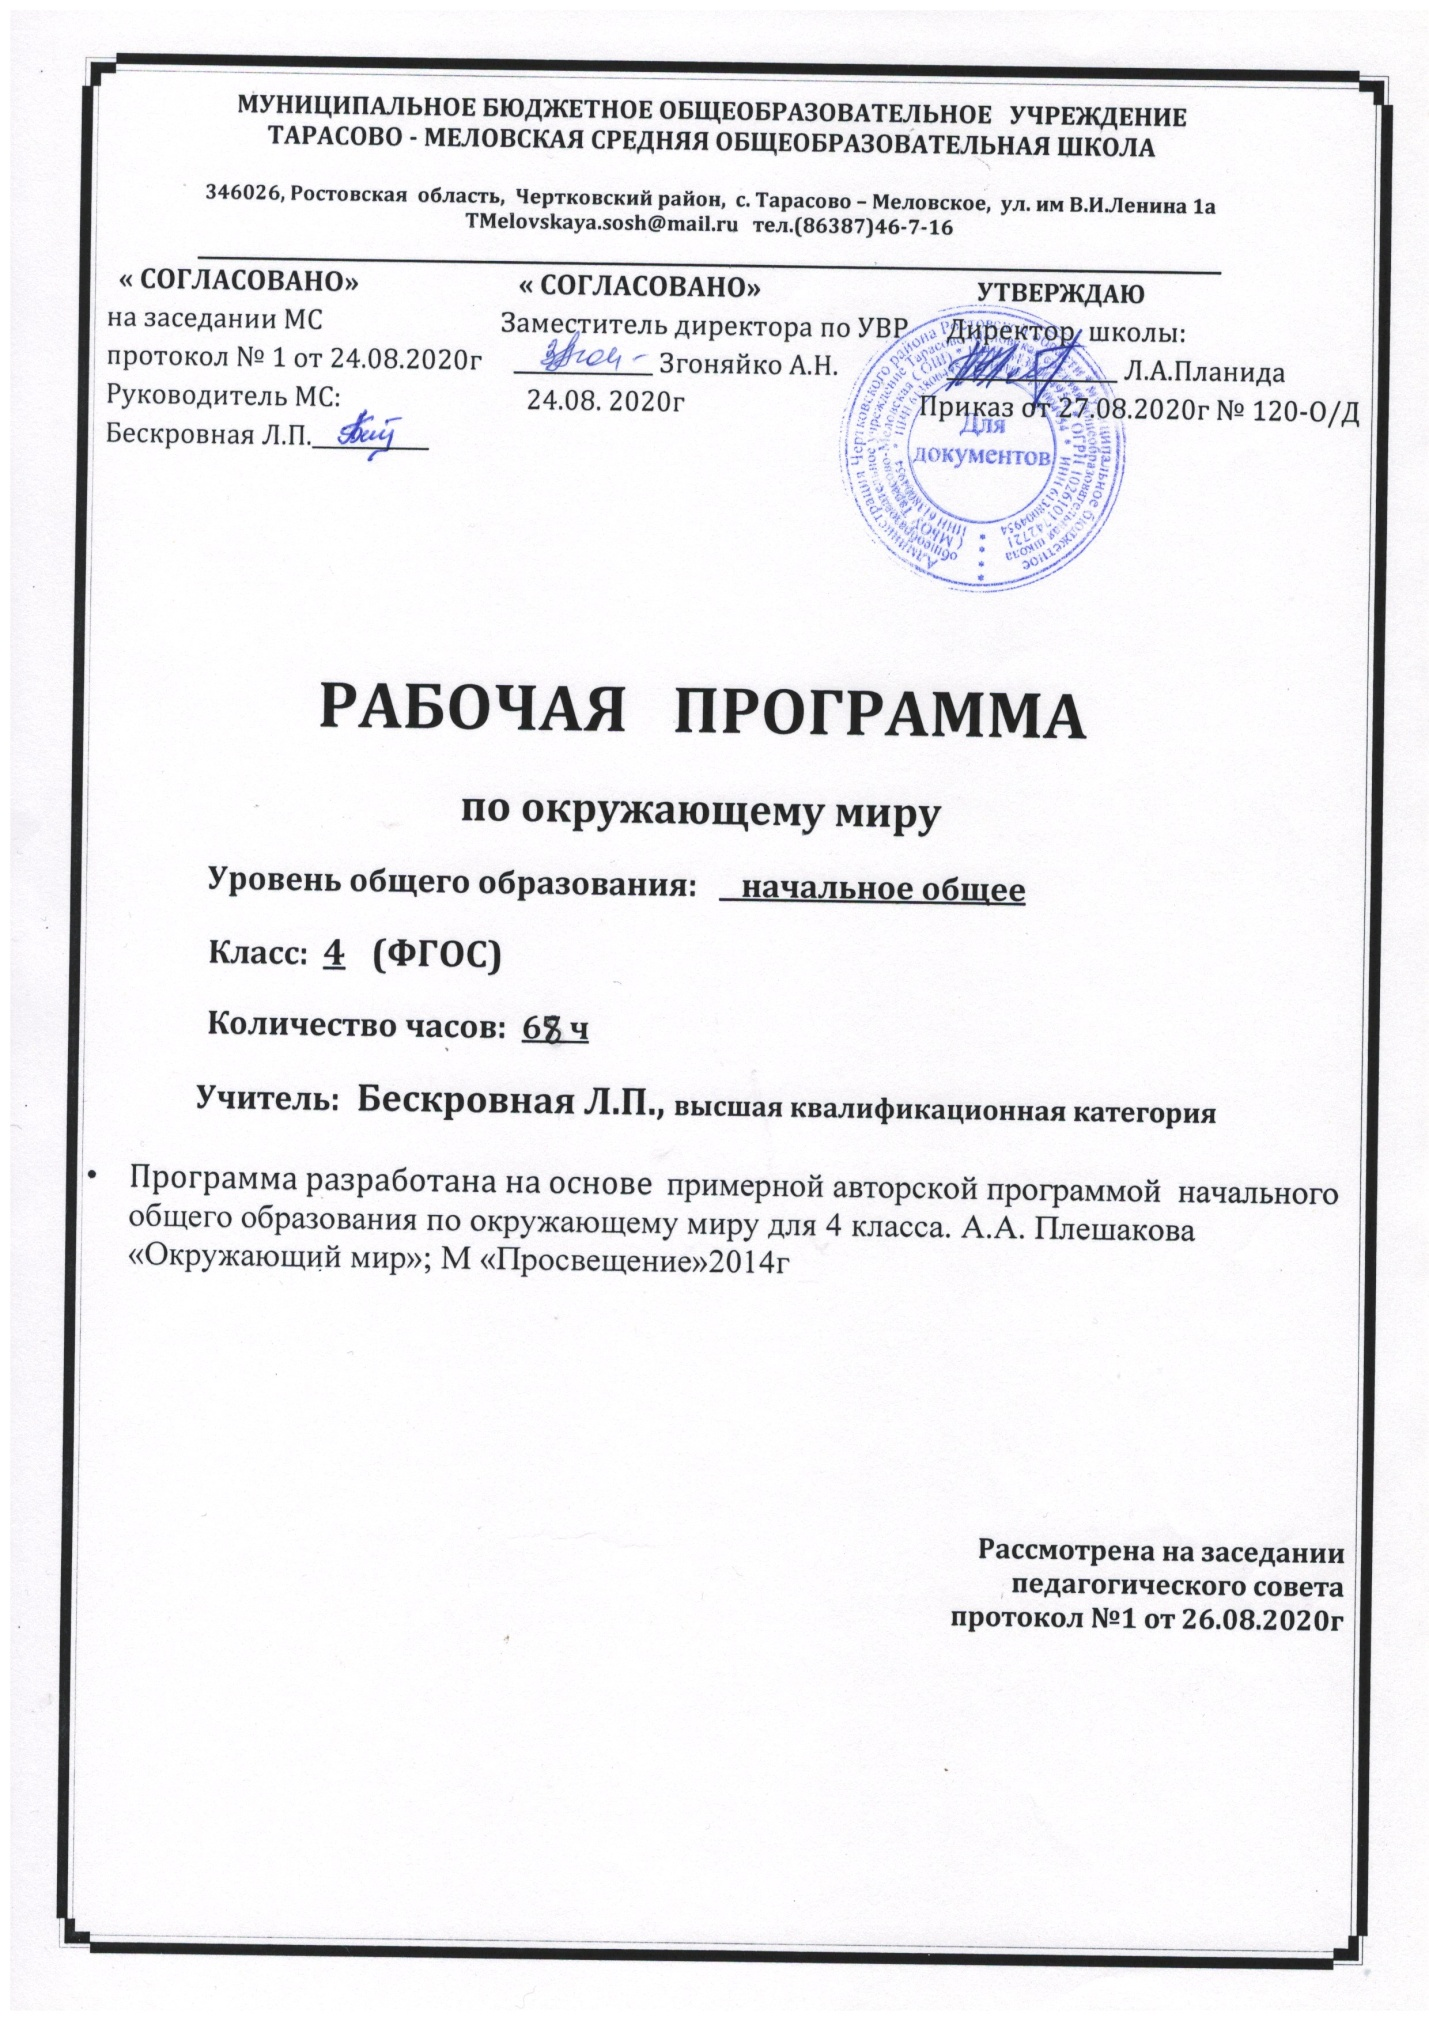 МУНИЦИПАЛЬНОЕ БЮДЖЕТНОЕ ОБЩЕОБРАЗОВАТЕЛЬНОЕ УЧРЕЖДЕНИЕ
ТАРАСОВО - МЕЛОВСКАЯ СРЕДНЯЯ ОБЩЕОБРАЗОВАТЕЛЬНАЯ ШКОЛА
346026, Ростовская область, Чертковский район, с. Тарасово – Меловское, ул. им В.И.Ленина 1а
TMelovskaya.sosh@mail.ru тел.(86387)46-7-16
« СОГЛАСОВАНО»
на заседании МС
протокол № 1 от 24.08.2020г
Руководитель МС:
Бескровная Л.П.
« СОГЛАСОВАНО»
Заместитель директора по УВР
Згоняйко А.Н.
24.08. 2020г
УТВЕРЖДАЮ
Директор школы:
Л.А.Планида
Приказ от 27.08.2020г № 120-О/Д
Для
документов
РАБОЧАЯ ПРОГРАММА
по окружающему миру
Уровень общего образования: начальное общее
Класс: 4 (ФГОС)
Количество часов: 68 ч
Учитель: Бескровная Л.П., высшая квалификационная категория
• Программа разработана на основе примерной авторской программой начального
общего образования по окружающему миру для 4 класса. А.А. Плешакова
«Окружающий мир»; М «Просвещение»2014г
Рассмотрена на заседании
педагогического совета
протокол №1 от 26.08.2020г